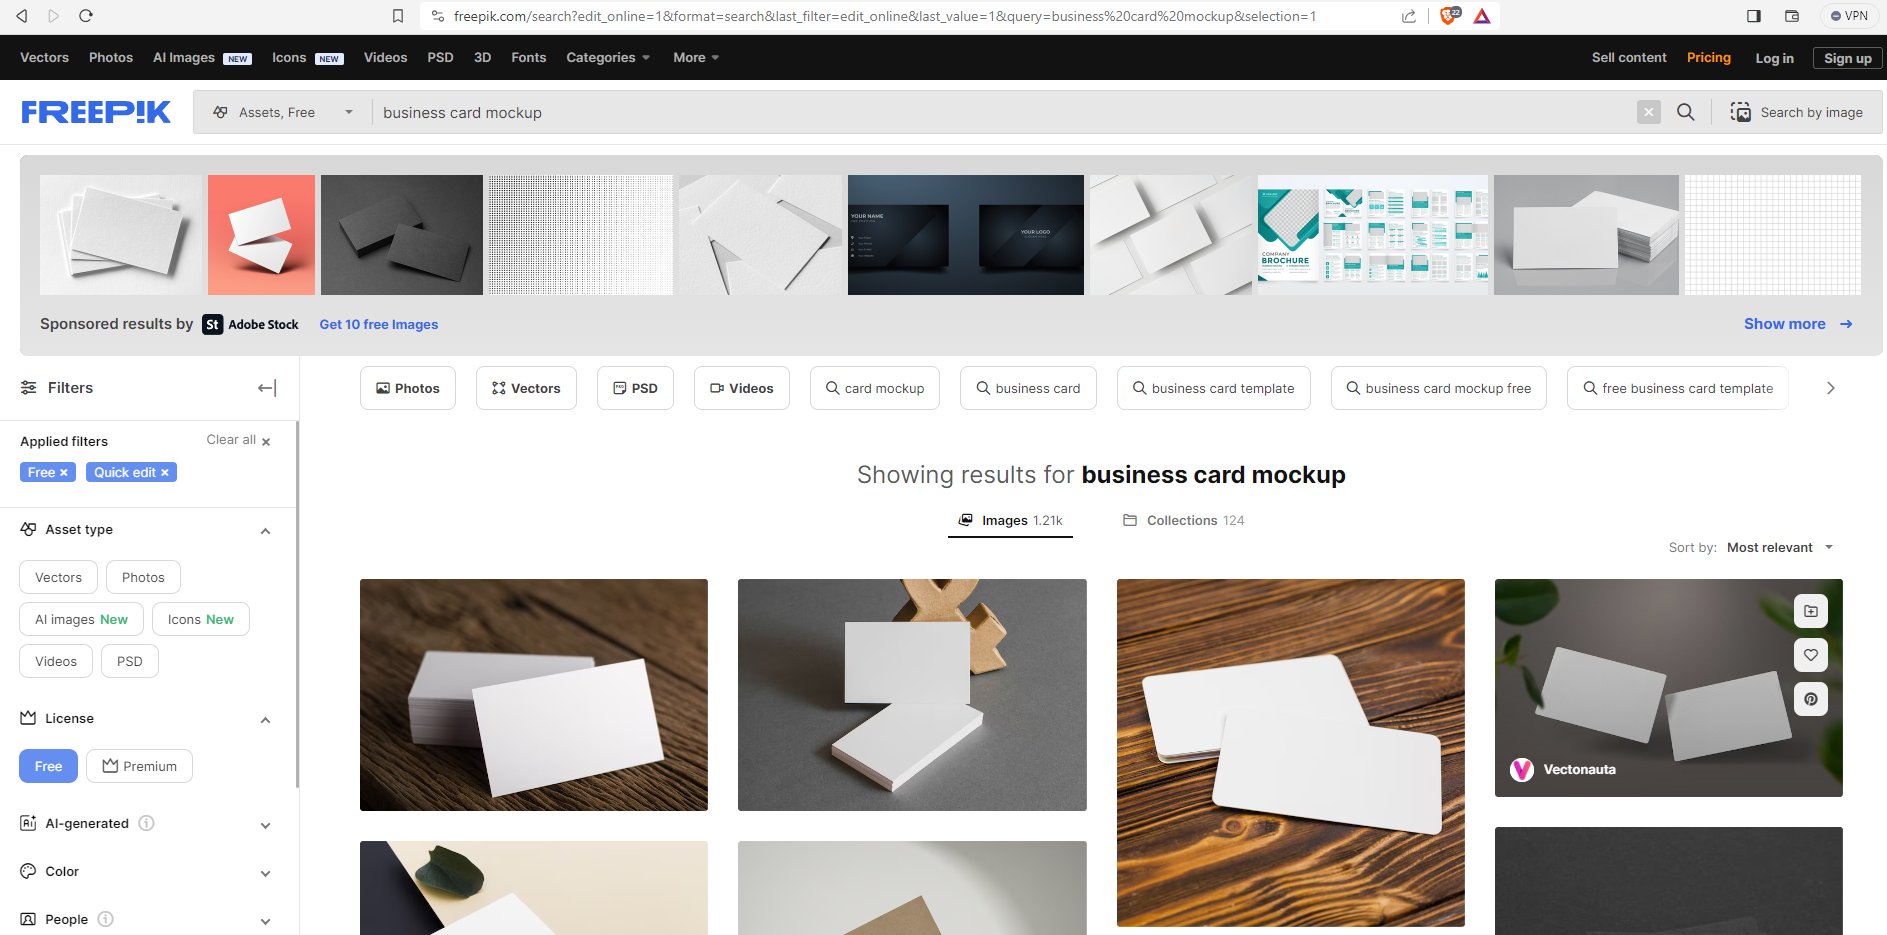 freepik.com/search?edit_online=1&format=search&last_filter=edit_online&last_value=1&query=business%20card%20mockup&selection=1
22
VPN
Vectors Photos AI Images NEW Icons NEW Videos PSD 3D Fonts Categories More Sell content Pricing Log in Sign up
FREEP!K Assets, Free business card mockup Search by image
YOUR NAME
YOUR LOGO
COMPANY
BROCHURE
Sponsored results by St Adobe Stock Get 10 free Images Show more
Filters
Photos Vectors PSD Videos card mockup business card business card template business card mockup free free business card template
Applied filters Clear all
Free Quick edit
Showing results for business card mockup
Images 1.21k Collections 124
Sort by: Most relevant
Asset type
Vectors Photos
AI images New Icons New
Videos PSD
License
Free Premium
AI-generated
Color
People
Vectonauta